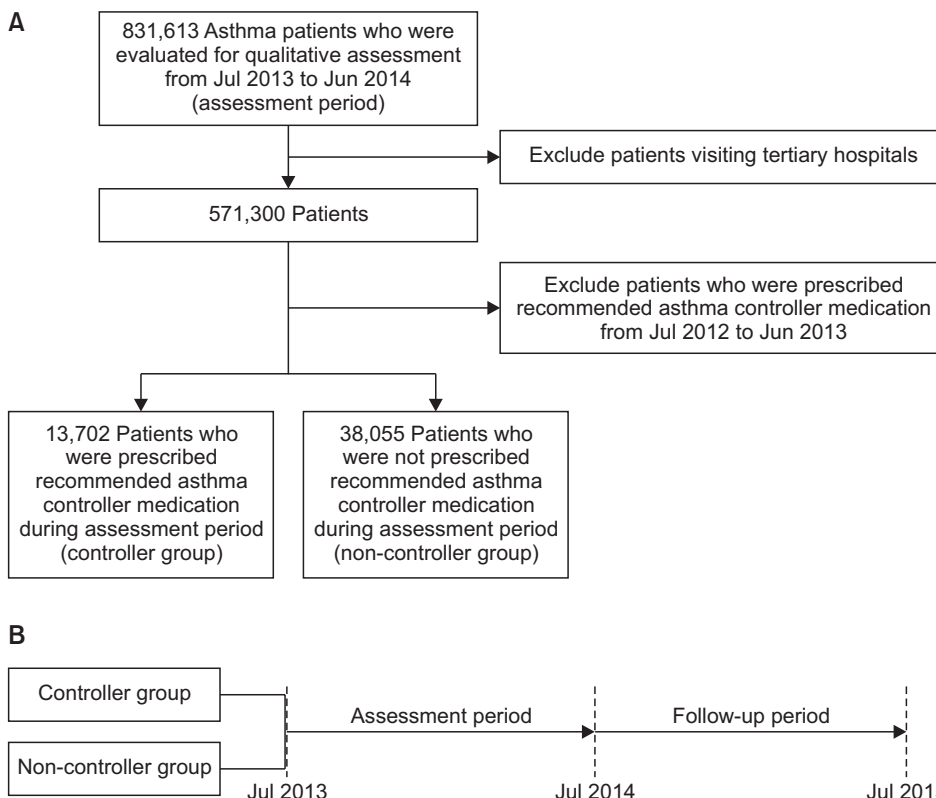 A
831,613 Asthma patients who were
evaluated for qualitative assessment
from Jul 2013 to Jun 2014
(assessment period)
Exclude patients visiting tertiary hospitals
571,300 Patients
Exclude patients who were prescribed
recommended asthma controller medication
from Jul 2012 to Jun 2013
13,702 Patients who
were prescribed
recommended asthma
controller medication
during assessment period
(controller group)
38,055 Patients who
were not prescribed
recommended asthma
controller medication
during assessment period
(non-controller group)
B
Controller group
Non-controller group
Assessment period
Follow-up period
Jul 2013
Jul 2014
Jul 201